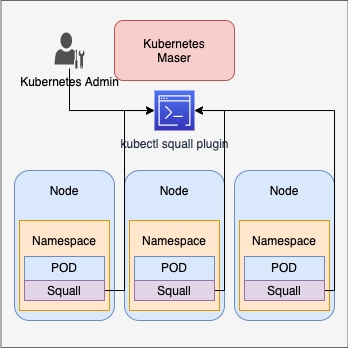 Kubernetes
Maser
Kubernetes Admin
kubectl squall plugin
Node
Node
Node
Namespace
Namespace
Namespace
POD
POD
POD
Squall
Squall
Squall